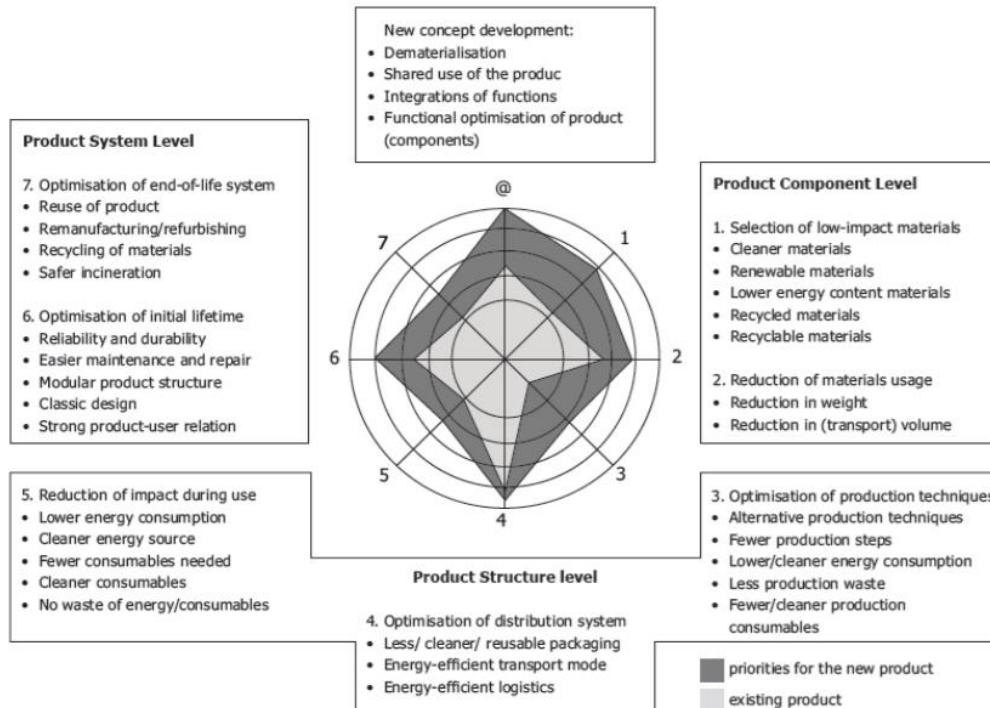 New concept development:
• Dematerialisation
• Shared use of the produc
• Integrations of functions
• Functional optimisation of product
(components)
Product System Level
7. Optimisation of end-of-life system
• Reuse of product
• Remanufacturing/refurbishing
• Recycling of materials
• Safer incineration
6. Optimisation of initial lifetime
• Reliability and durability
• Easier maintenance and repair
• Modular product structure
• Classic design
• Strong product-user relation
@
1
2
3
4
5
6
7
Product Component Level
1. Selection of low-impact materials
• Cleaner materials
• Renewable materials
• Lower energy content materials
• Recycled materials
• Recyclable materials
2. Reduction of materials usage
• Reduction in weight
• Reduction in (transport) volume
5. Reduction of impact during use
• Lower energy consumption
• Cleaner energy source
• Fewer consumables needed
• Cleaner consumables
• No waste of energy/consumables
Product Structure level
4. Optimisation of distribution system
• Less/ cleaner/ reusable packaging
• Energy-efficient transport mode
• Energy-efficient logistics
3. Optimisation of production techniques
• Alternative production techniques
• Fewer production steps
• Lower/cleaner energy consumption
• Less production waste
• Fewer/cleaner production
consumables
priorities for the new product
existing product